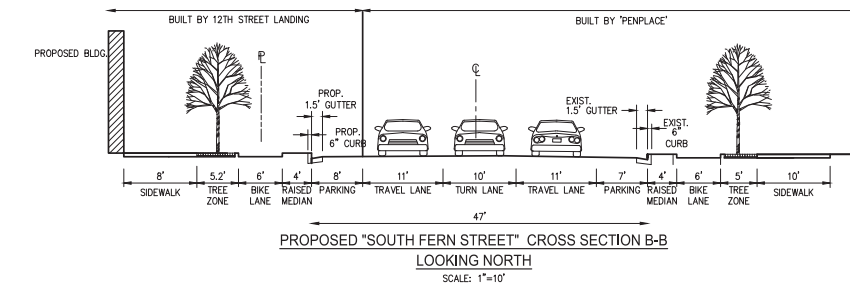 BUILT BY 12TH STREET LANDING
BUILT BY 'PENPLACE'
PROPOSED BLDG.
PL
PROP.
1.5' GUTTER
PROP.
6" CURB
CL
EXIST.
1.5' GUTTER
EXIST.
6"
CURB
8'
SIDEWALK
5.2'
TREE
ZONE
6'
BIKE
LANE
4'
RAISED
MEDIAN
8'
PARKING
11'
TRAVEL LANE
10'
TURN LANE
11'
TRAVEL LANE
7'
PARKING
4'
RAISED
MEDIAN
6'
BIKE
LANE
5'
TREE
ZONE
10'
SIDEWALK
47'
PROPOSED "SOUTH FERN STREET" CROSS SECTION B-B
LOOKING NORTH
SCALE: 1"=10'